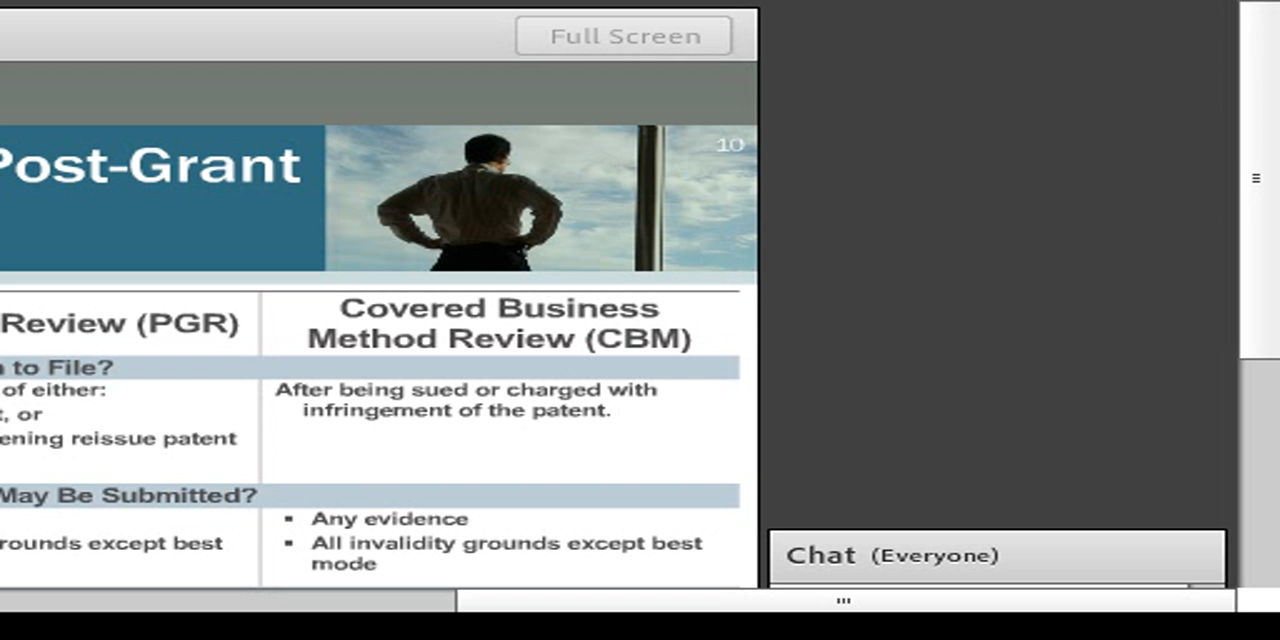 Full Screen
Post-Grant
10
Review (PGR)
Covered Business
Method Review (CBM)
to File?
of either:
After being sued or charged with
infringement of the patent.
t, or
ening reissue patent
May Be Submitted?
Any evidence
rounds except best
All invalidity grounds except best
mode
Chat (Everyone)